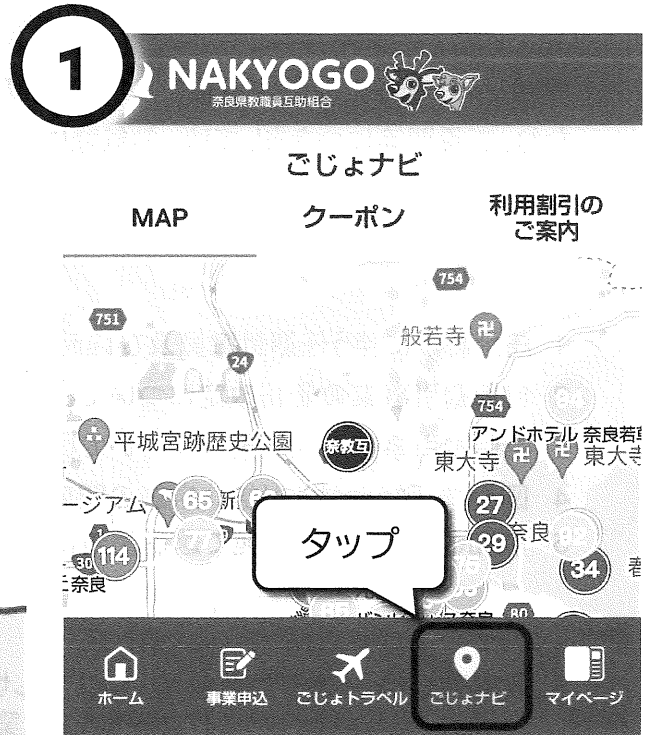 1
NAKYOGO
奈良県教職員互助組合
ごじょナビ
MAP
クーポン
利用割引の
ご案内
754
751
般若寺
24
754
平城宮跡歴史公園
奈教互
アンドホテル 奈良若草
東大寺
東大寺
ージアム
65
新
27
77
タップ
29
奈良
92
114
30
34
春
奈良
80
ホーム
事業申込
ごじょトラベル
ごじょナビ
マイページ